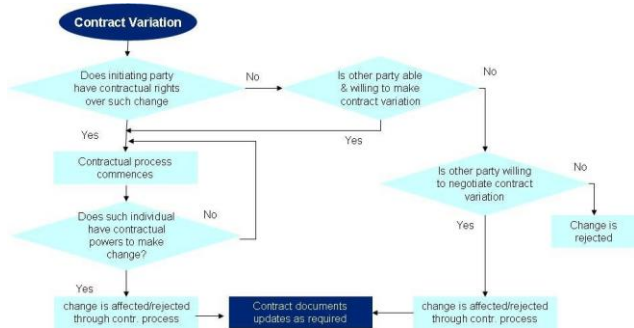 Contract Variation
Does initiating party
have contractual rights
over such change
No
Is other party able
& willing to make
contract variation
No
Yes
Yes
Contractual process
commences
Is other party willing
to negotiate contract
variation
No
Does such individual
have contractual
powers to make
change?
No
Yes
Change is
rejected
Yes
change is affected/rejected
through contr. process
Contract documents
updates as required
change is affected/rejected
through contr. process